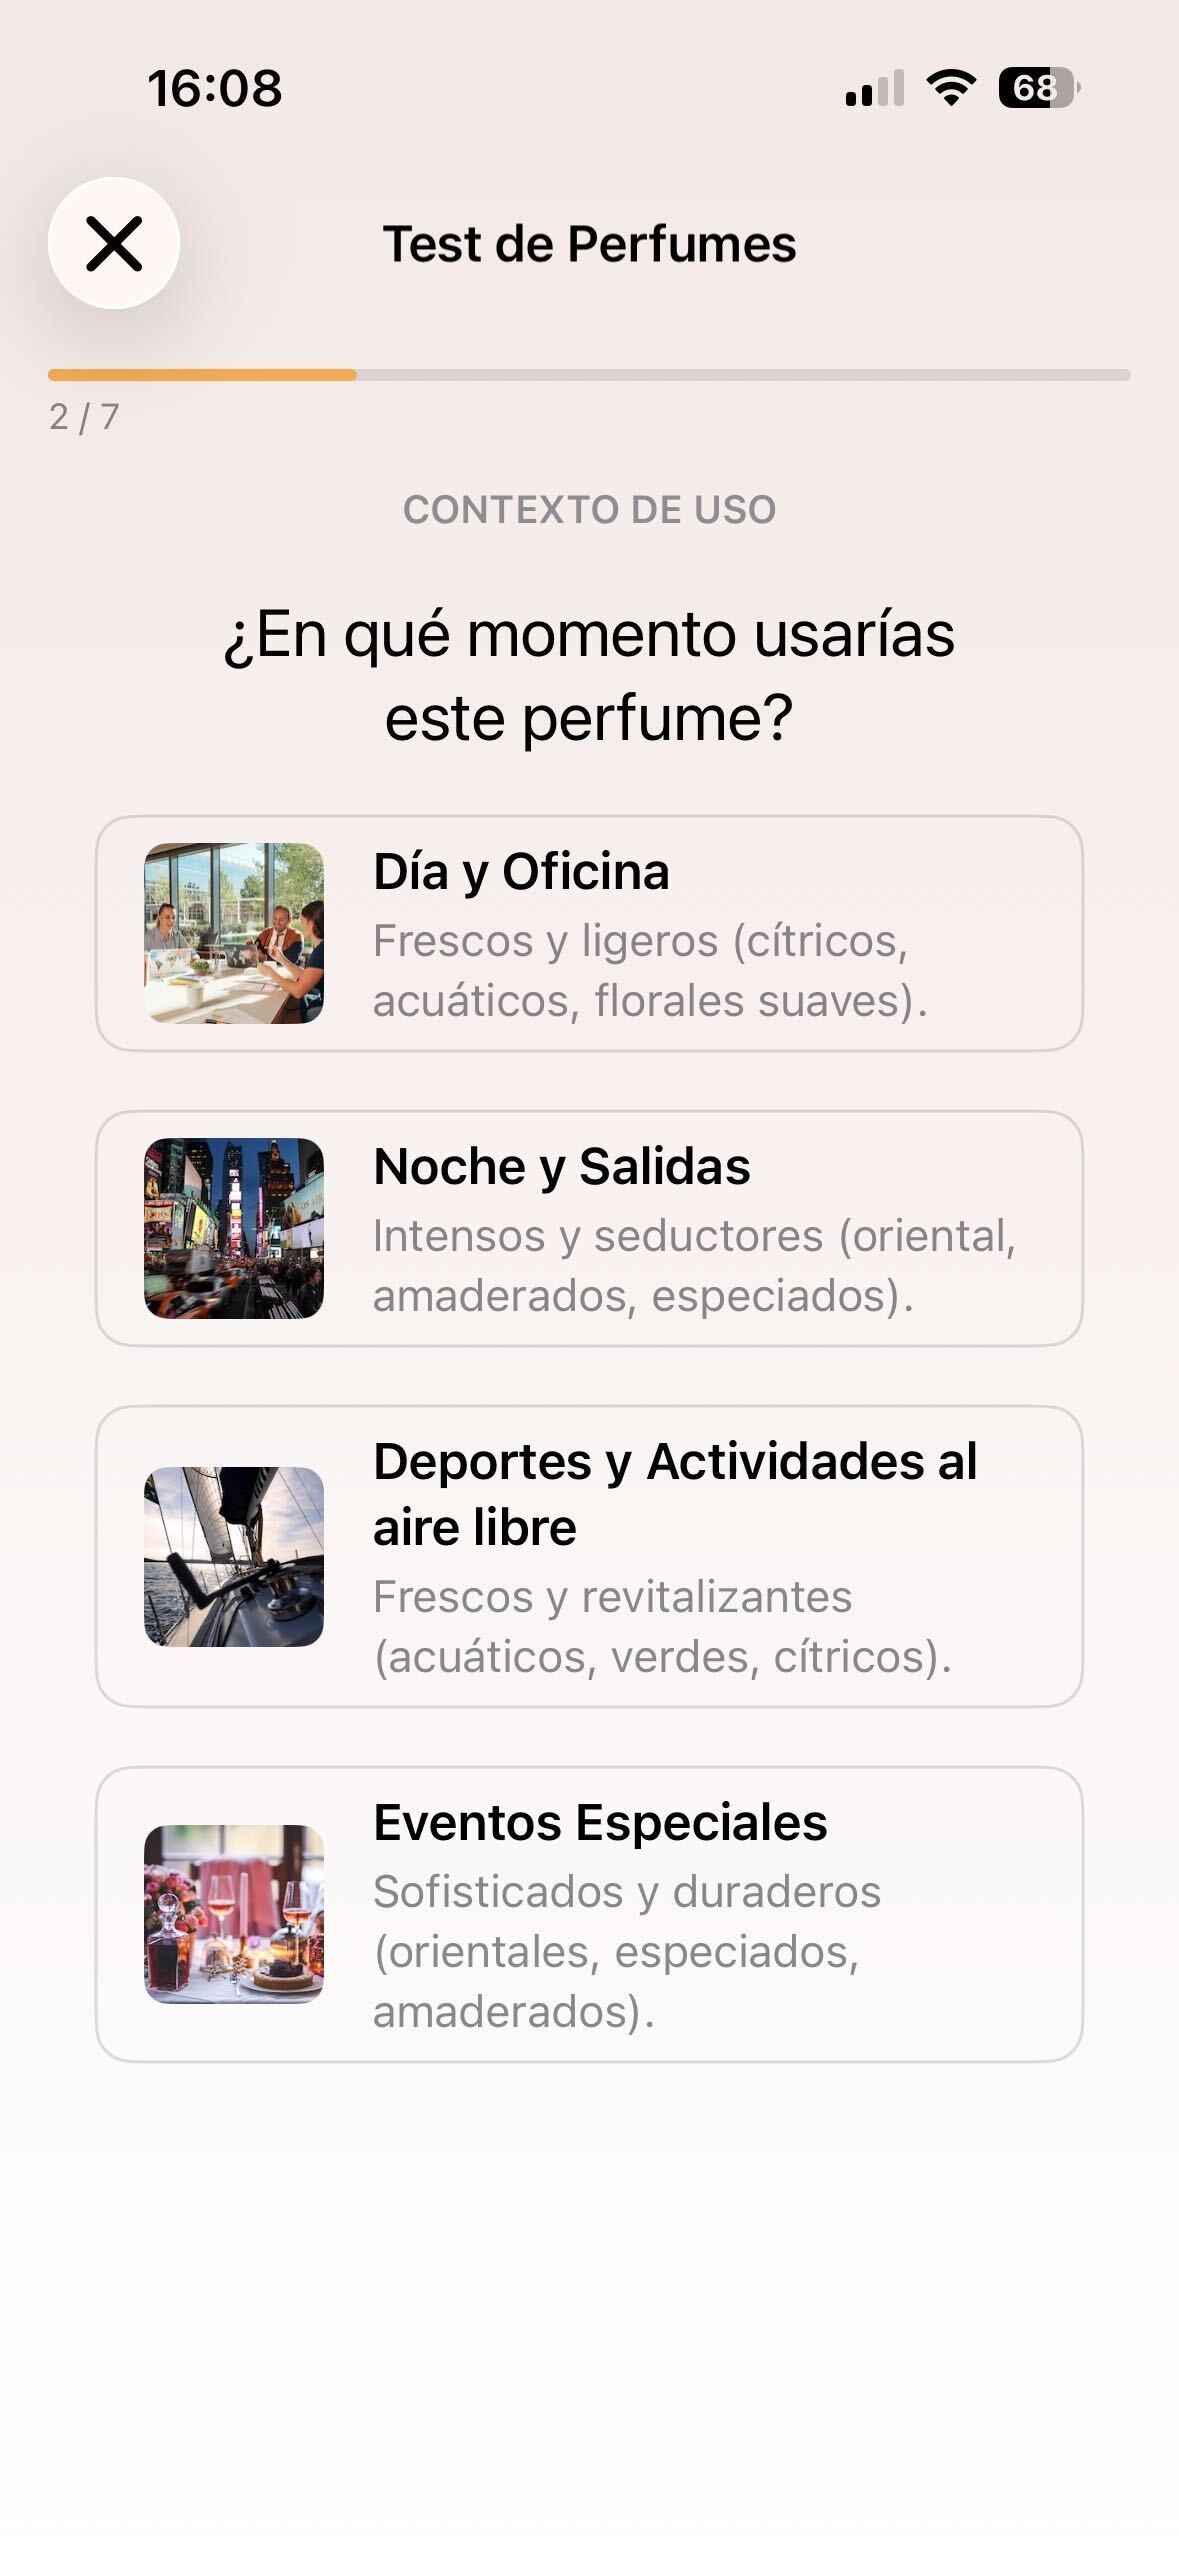 16:08
68
Test de Perfumes
2 / 7
CONTEXTO DE USO
¿En qué momento usarías
este perfume?
Día y Oficina
Frescos y ligeros (cítricos,
acuáticos, florales suaves).
Noche y Salidas
Intensos y seductores (oriental,
amaderados, especiados).
Deportes y Actividades al
aire libre
Frescos y revitalizantes
(acuáticos, verdes, cítricos).
Eventos Especiales
Sofisticados y duraderos
(orientales, especiados,
amaderados).